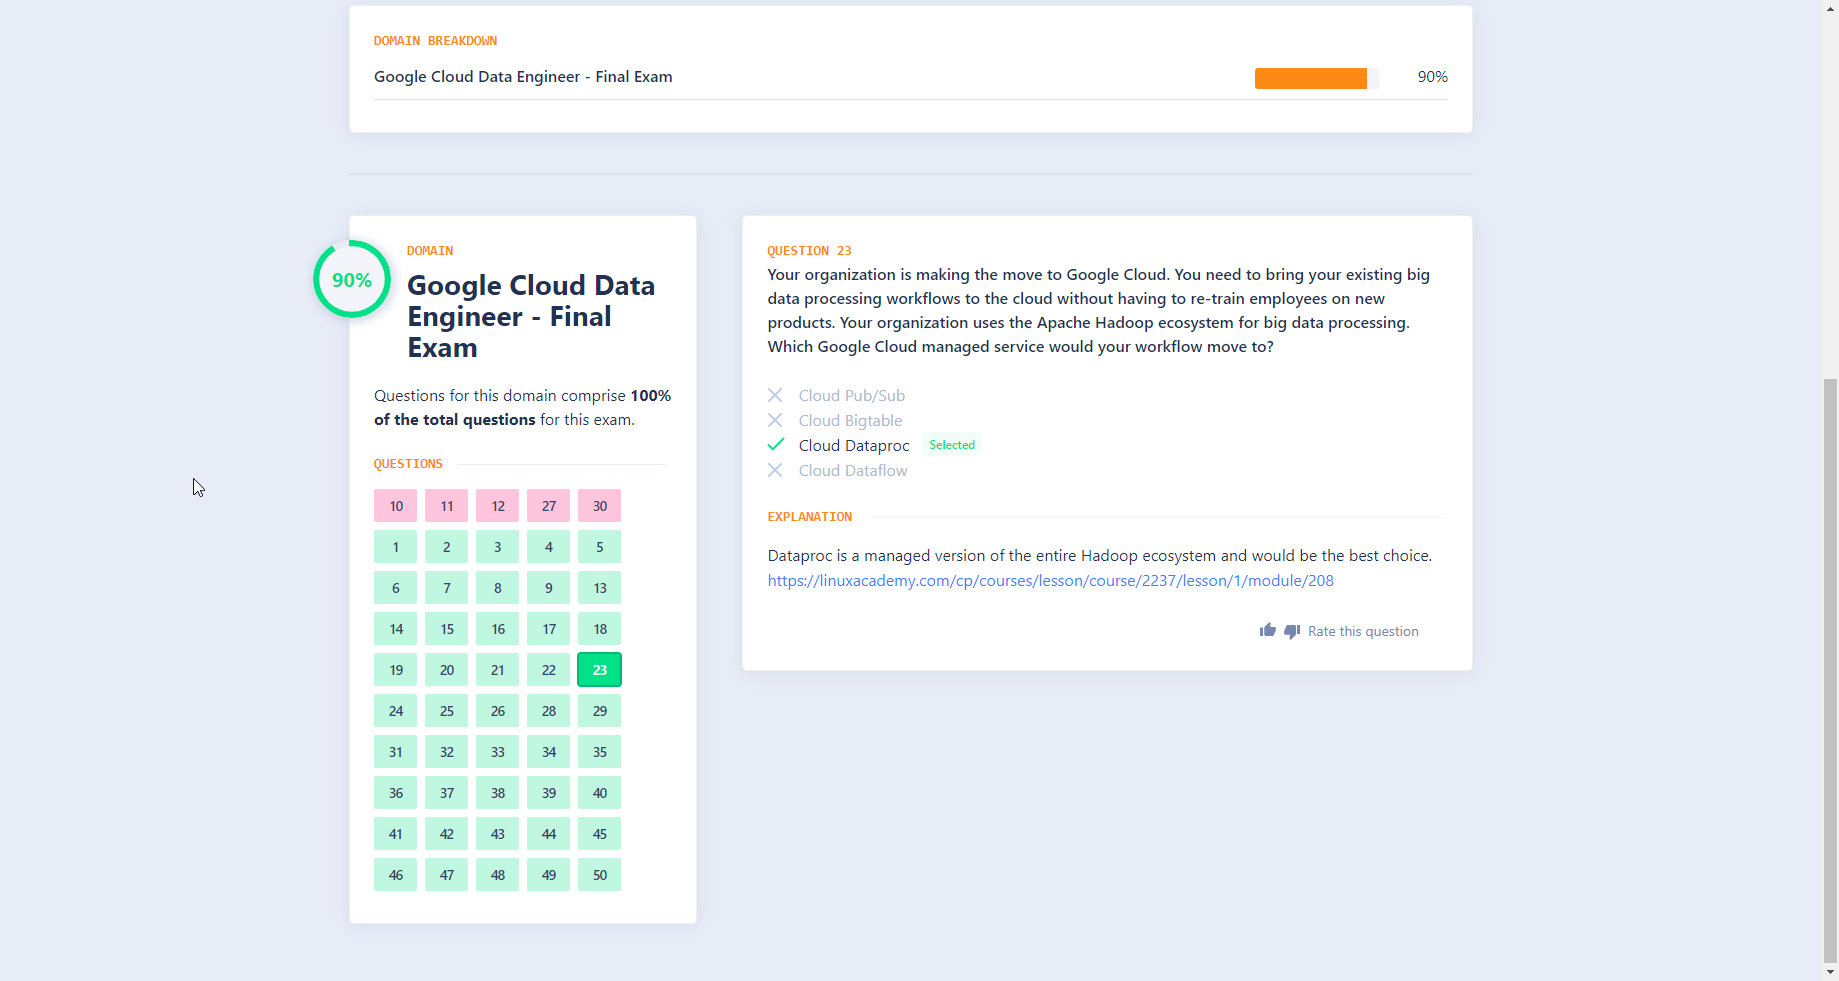 DOMAIN BREAKDOWN
Google Cloud Data Engineer - Final Exam
90%
90%
DOMAIN
Google Cloud Data
Engineer - Final
Exam
Questions for this domain comprise 100%
of the total questions for this exam.
QUESTIONS
10 11 12 27 30
1 2 3 4 5
6 7 8 9 13
14 15 16 17 18
19 20 21 22 23
24 25 26 28 29
31 32 33 34 35
36 37 38 39 40
41 42 43 44 45
46 47 48 49 50
QUESTION 23
Your organization is making the move to Google Cloud. You need to bring your existing big
data processing workflows to the cloud without having to re-train employees on new
products. Your organization uses the Apache Hadoop ecosystem for big data processing.
Which Google Cloud managed service would your workflow move to?
Cloud Pub/Sub
Cloud Bigtable
Cloud Dataproc Selected
Cloud Dataflow
EXPLANATION
Dataproc is a managed version of the entire Hadoop ecosystem and would be the best choice.
https://linuxacademy.com/cp/courses/lesson/course/2237/lesson/1/module/208
Rate this question